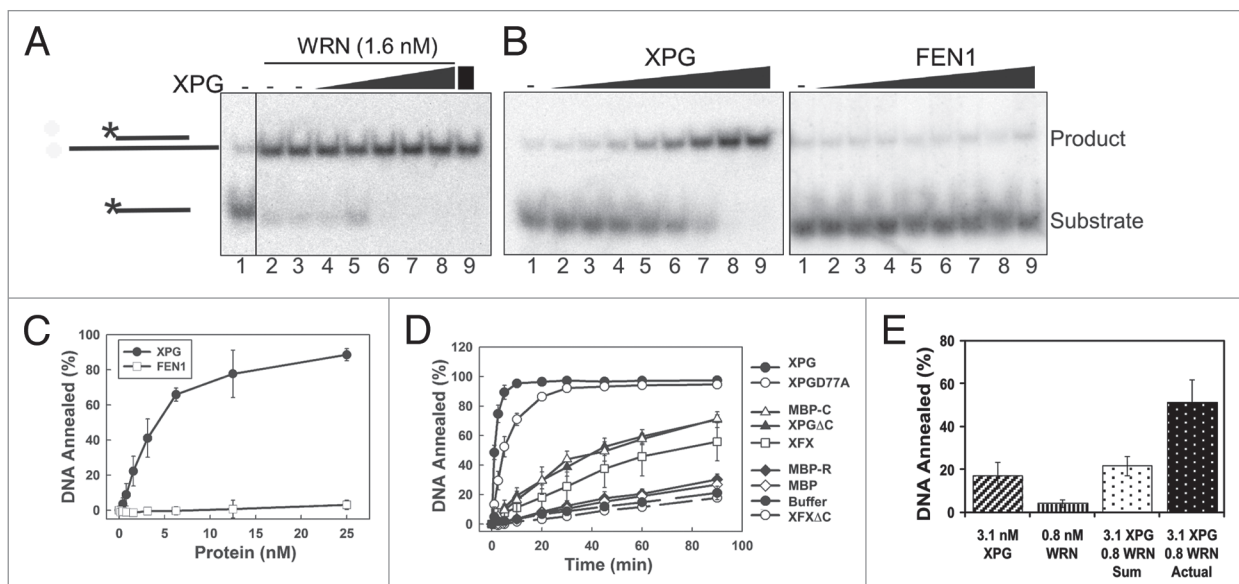 A
WRN (1.6 nM)
XPG
- - -
*
*
1 2 3 4 5 6 7 8 9
B
XPG
FEN1
- -
Product
Substrate
1 2 3 4 5 6 7 8 9
1 2 3 4 5 6 7 8 9
C
DNA Annealed (%)
100
80
60
40
20
0
XPG
FEN1
0 5 10 15 20 25
Protein (nM)
D
DNA Annealed (%)
120
100
80
60
40
20
0
0 20 40 60 80 100
Time (min)
XPG
XPGD77A
MBP-C
XPGΔC
XFX
MBP-R
MBP
Buffer
XFXΔC
E
DNA Annealed (%)
80
60
40
20
0
3.1 nM 0.8 nM 3.1 XPG 3.1 XPG
XPG WRN 0.8 WRN 0.8 WRN
Sum Actual